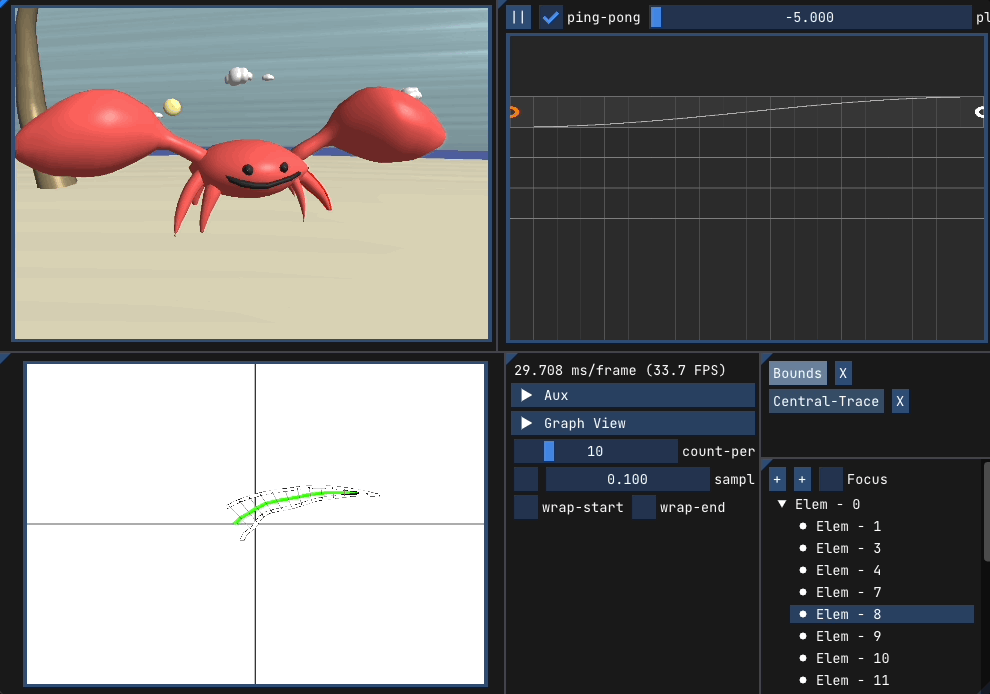 ping-pong
-5.000
pl
29.708 ms/frame (33.7 FPS)
Aux
Graph View
10 count-per
0.100 sampl
wrap-start wrap-end
Bounds X
Central-Trace X
+ + Focus
Elem - 0
Elem - 1
Elem - 3
Elem - 4
Elem - 7
Elem - 8
Elem - 9
Elem - 10
Elem - 11